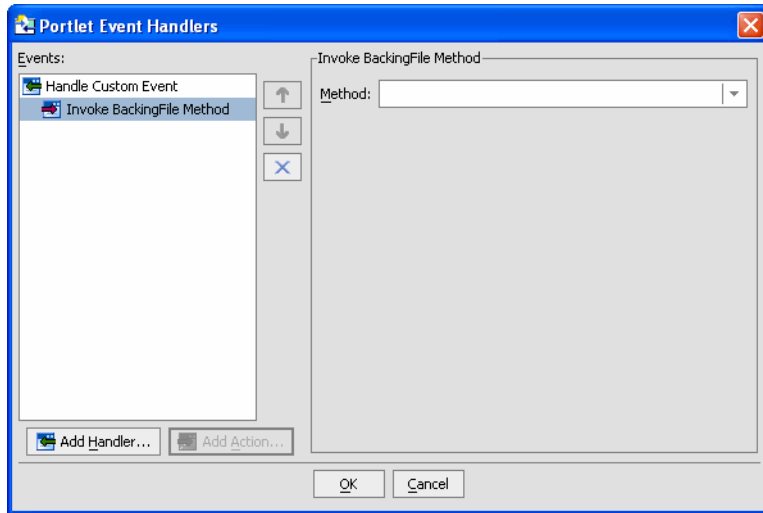 Portlet Event Handlers
Events:
Handle Custom Event
Invoke BackingFile Method
Invoke BackingFile Method
Method:
Add Handler...
Add Action...
OK
Cancel